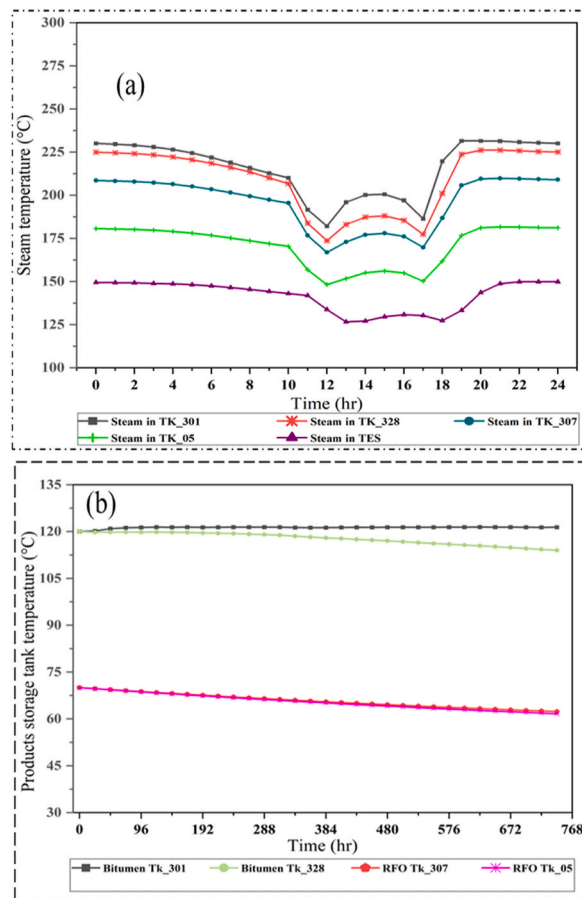 (a)
300
275
250
225
200
175
150
125
100
Steam temperature (°C)
0 2 4 6 8 10 12 14 16 18 20 22 24
Time (hr)
Steam in TK_301 Steam in TK_328 Steam in TK_307
Steam in TK_05 Steam in TES
(b)
135
120
105
90
75
60
45
30
Products storage tank temperature (°C)
0 96 192 288 384 480 576 672 768
Time (hr)
Bitumen Tk_301 Bitumen Tk_328 RFO Tk_307 RFO Tk_05